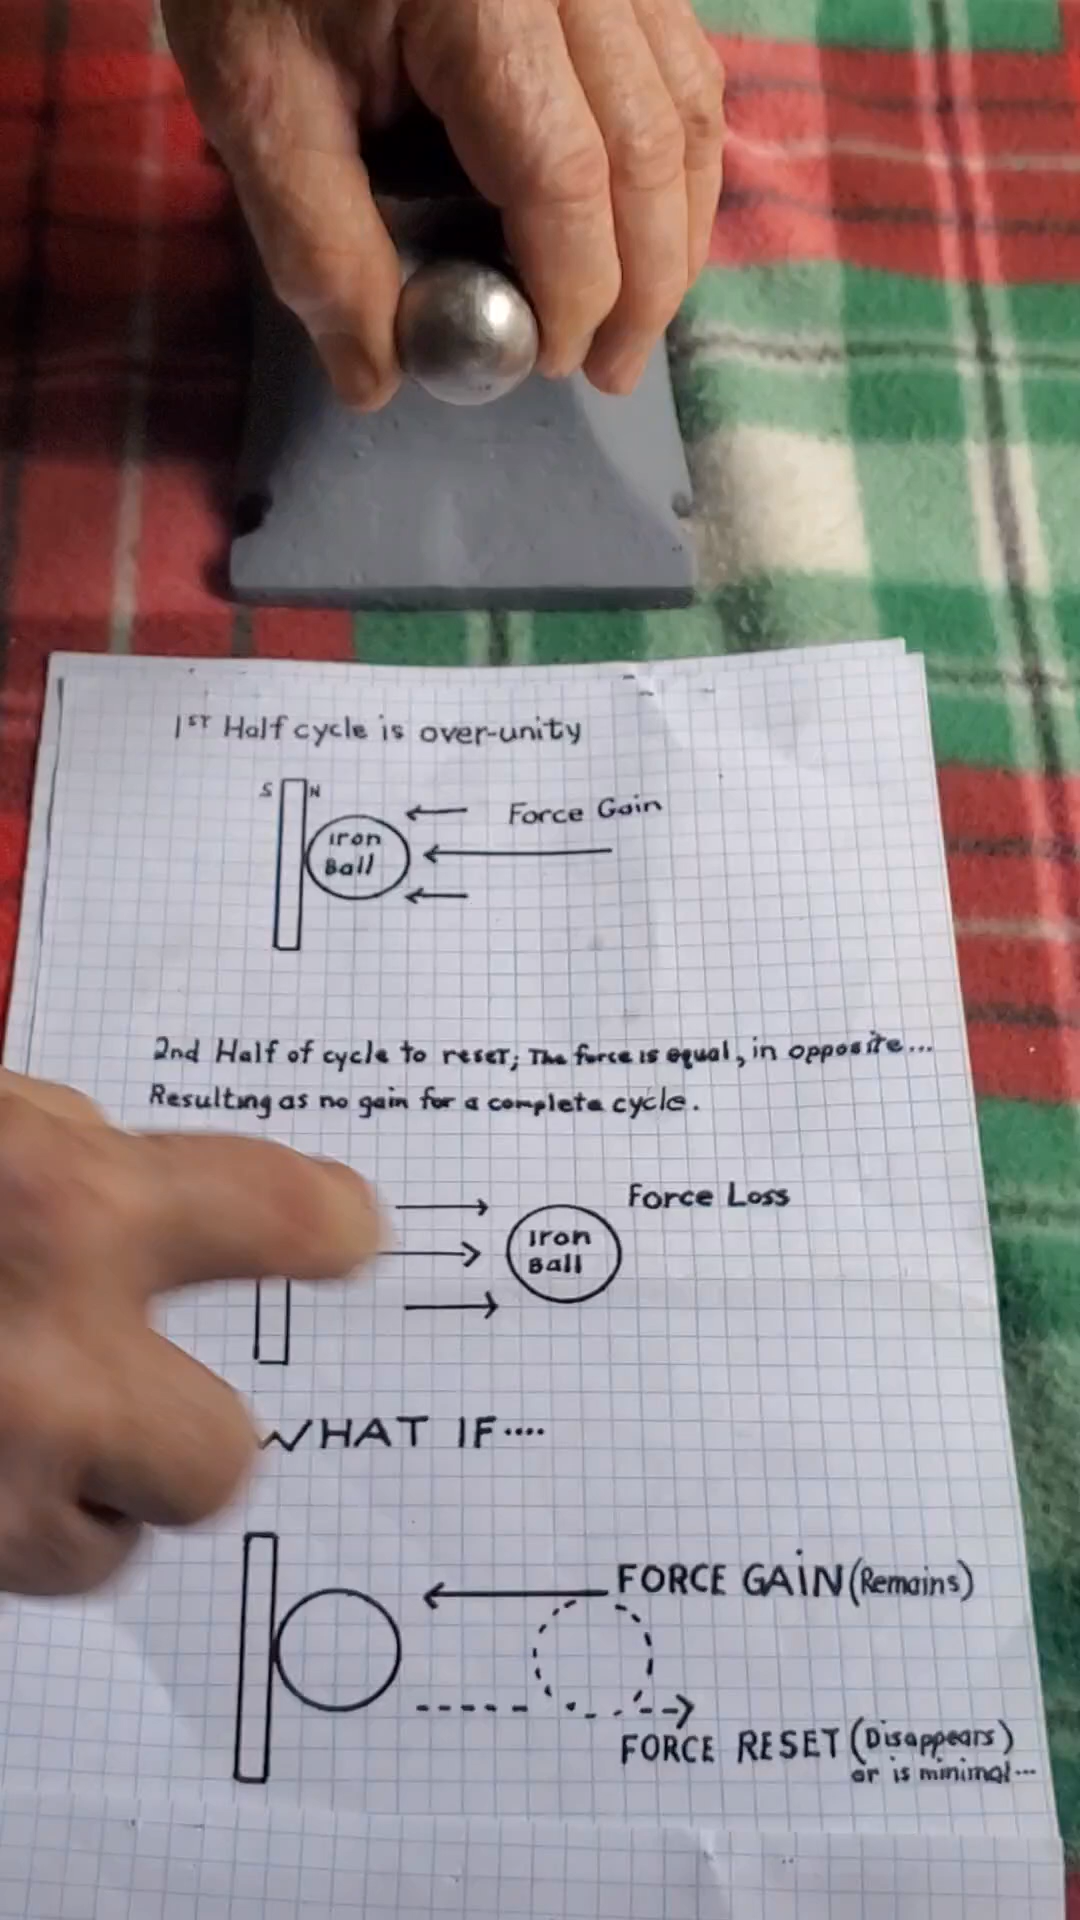 1ST Half cycle is over-unity
S N
Force Gain
Iron
Ball
2nd Half of cycle to reset; The force is equal, in opposite...
Resulting as no gain for a complete cycle.
Force Loss
Iron
Ball
WHAT IF....
FORCE GAIN (Remains)
FORCE RESET (Disappears)
or is minimal...